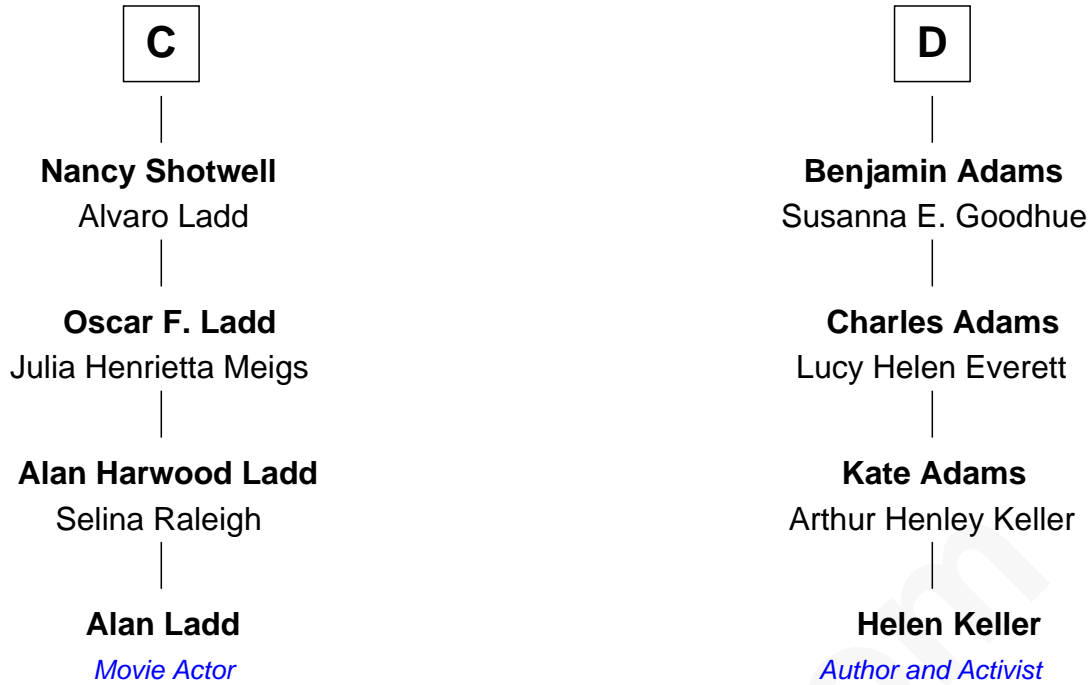 C
Nancy Shotwell
Alvaro Ladd
Oscar F. Ladd
Julia Henrietta Meigs
Alan Harwood Ladd
Selina Raleigh
Alan Ladd
Movie Actor
D
Benjamin Adams
Susanna E. Goodhue
Charles Adams
Lucy Helen Everett
Kate Adams
Arthur Henley Keller
Helen Keller
Author and Activist